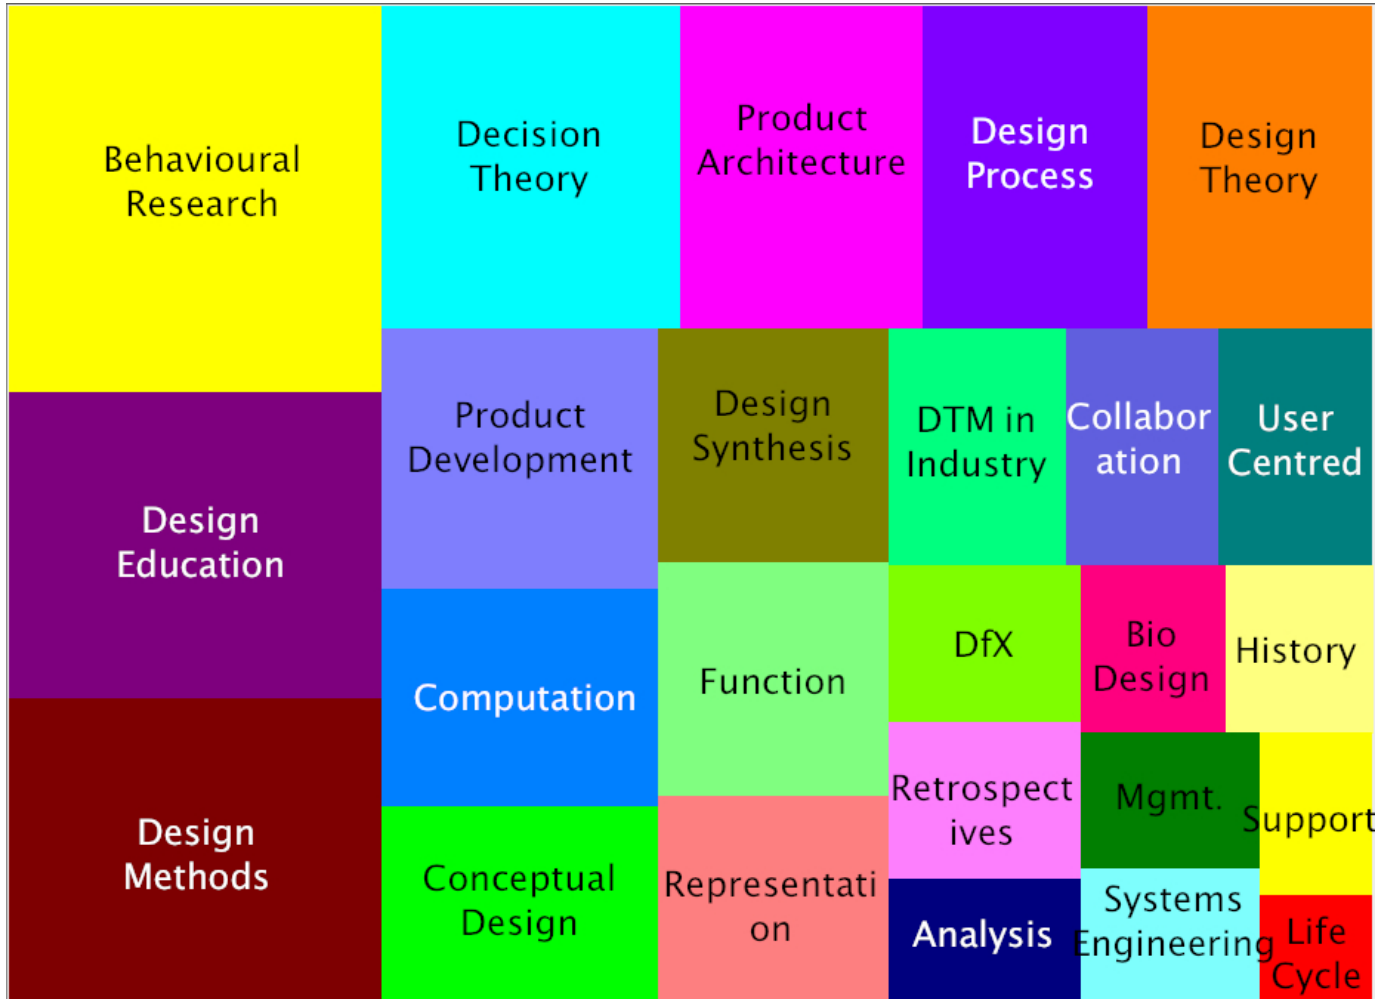 Behavioural
Research
Decision
Theory
Product
Architecture
Design
Process
Design
Theory
Design
Education
Design
Methods
Product
Development
Design
Synthesis
DTM in
Industry
Collabor
ation
User
Centred
Computation
Function
DfX
Bio
Design
History
Conceptual
Design
Representati
on
Retrospect
ives
Mgmt.
Support
Analysis
Systems
Engineering
Life
Cycle